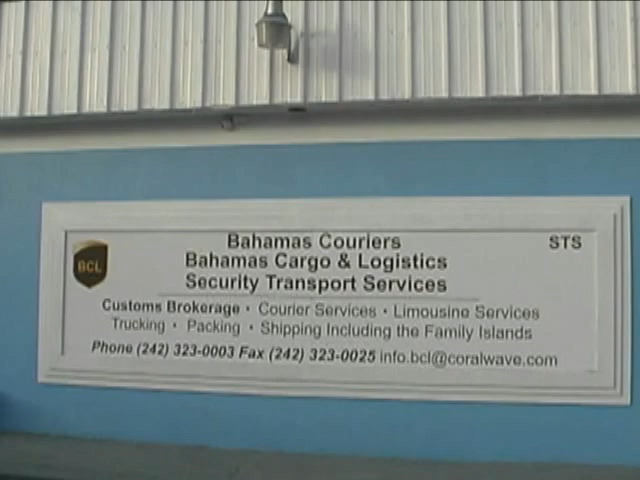 BCL
Bahamas Couriers STS
Bahamas Cargo & Logistics
Security Transport Services
Customs Brokerage · Courier Services · Limousine Services
Trucking · Packing · Shipping Including the Family Islands
Phone (242) 323-0003 Fax (242) 323-0025 info.bcl@coralwave.com